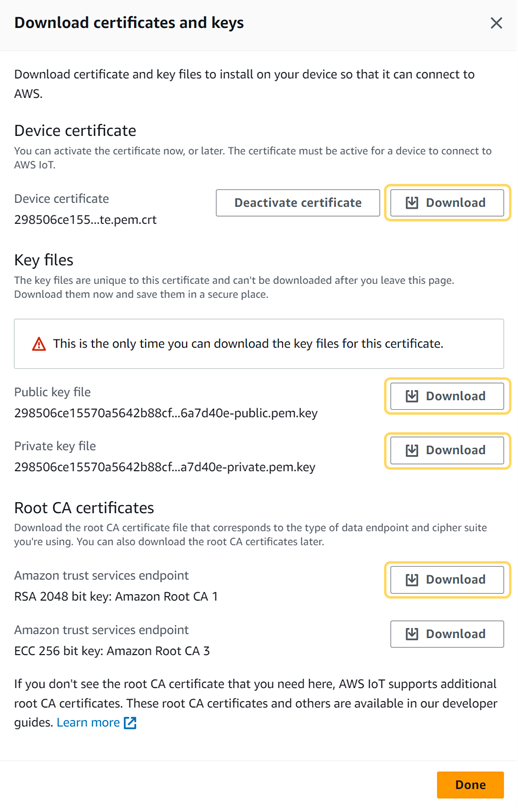 Download certificates and keys
Download certificate and key files to install on your device so that it can connect to
AWS.
Device certificate
You can activate the certificate now, or later. The certificate must be active for a device to connect to
AWS IoT.
Device certificate
298506ce155...te.pem.crt
Deactivate certificate
Download
Key files
The key files are unique to this certificate and can't be downloaded after you leave this page.
Download them now and save them in a secure place.
This is the only time you can download the key files for this certificate.
Public key file
298506ce15570a5642b88cf...6a7d40e-public.pem.key
Download
Private key file
298506ce15570a5642b88cf...a7d40e-private.pem.key
Download
Root CA certificates
Download the root CA certificate file that corresponds to the type of data endpoint and cipher suite
you're using. You can also download the root CA certificates later.
Amazon trust services endpoint
RSA 2048 bit key: Amazon Root CA 1
Download
Amazon trust services endpoint
ECC 256 bit key: Amazon Root CA 3
Download
If you don't see the root CA certificate that you need here, AWS IoT supports additional
root CA certificates. These root CA certificates and others are available in our developer
guides. Learn more
Done